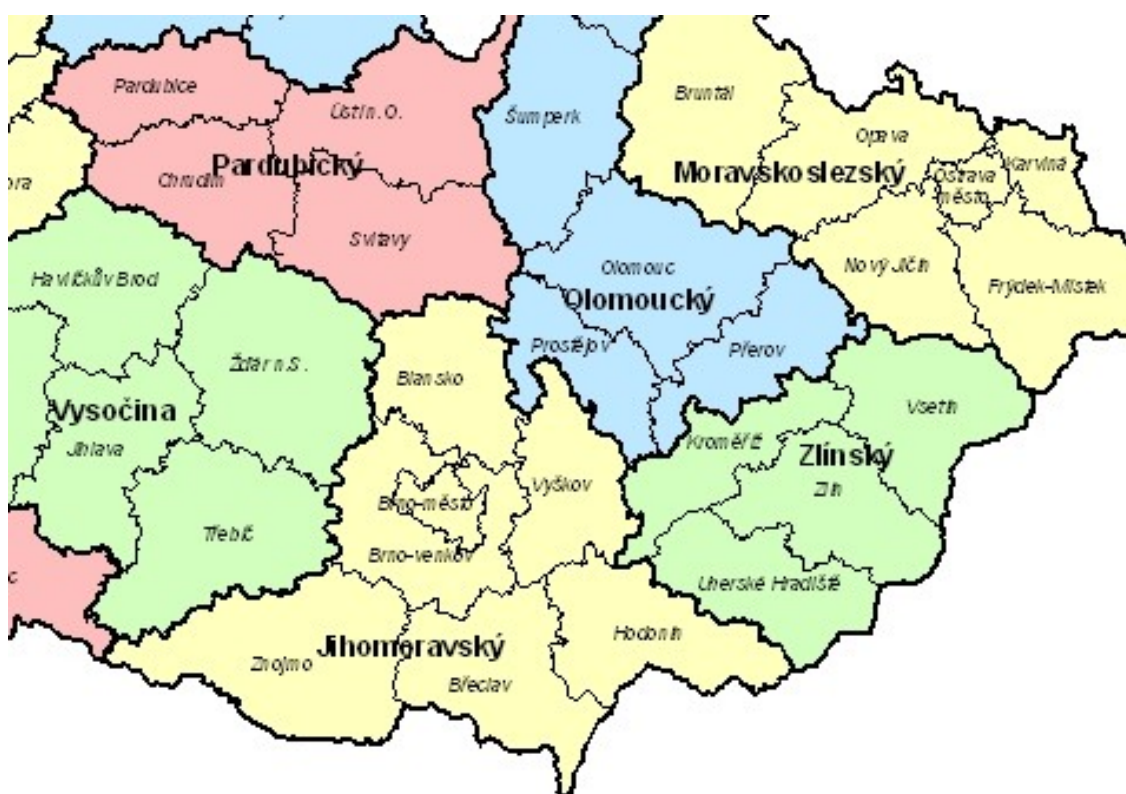 Pardubice
Ústí n. O.
Šumperk
Bruntál
Opava
Karviná
Chrudim
Pardubický
Moravskoslezský
Ostrava
město
ora
Svitavy
Havlíčkův Brod
Olomouc
Olomoucký
Nový Jičín
Frýdek-Místek
Žďár n.S.
Prostějov
Přerov
Blansko
Vysočina
Jihlava
Vsetín
Kroměříž
Zlínský
Zlín
Vyškov
Brno-město
Třebíč
Brno-venkov
c
Uherské Hradiště
Hodonín
Jihomoravský
Znojmo
Břeclav